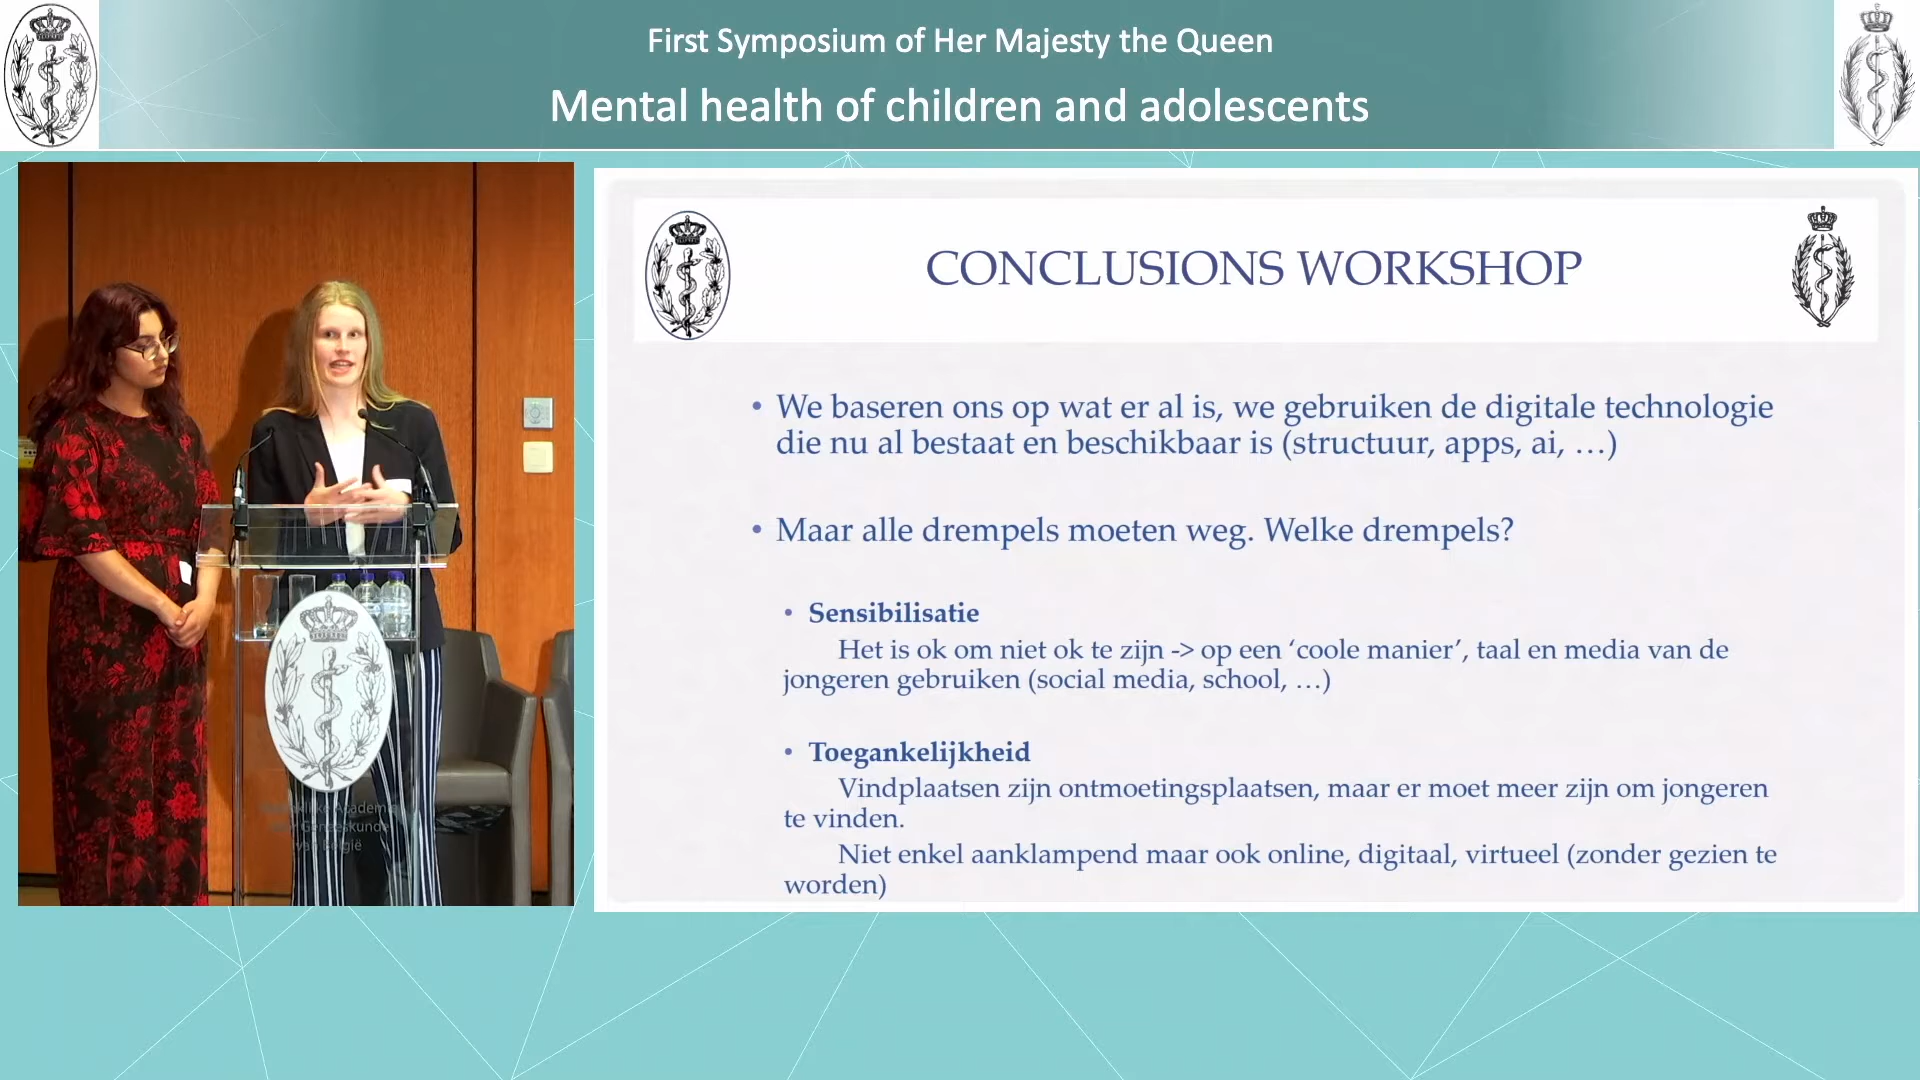 First Symposium of Her Majesty the Queen
Mental health of children and adolescents
CONCLUSIONS WORKSHOP
• We baseren ons op wat er al is, we gebruiken de digitale technologie
die nu al bestaat en beschikbaar is (structuur, apps, ai, …)
• Maar alle drempels moeten weg. Welke drempels?
• Sensibilisatie
Het is ok om niet ok te zijn -> op een ‘coole manier’, taal en media van de
jongeren gebruiken (social media, school, …)
• Toegankelijkheid
Vindplaatsen zijn ontmoetingsplaatsen, maar er moet meer zijn om jongeren
te vinden.
Niet enkel aanklampend maar ook online, digitaal, virtueel (zonder gezien te
worden)
Geneeskunde
van België